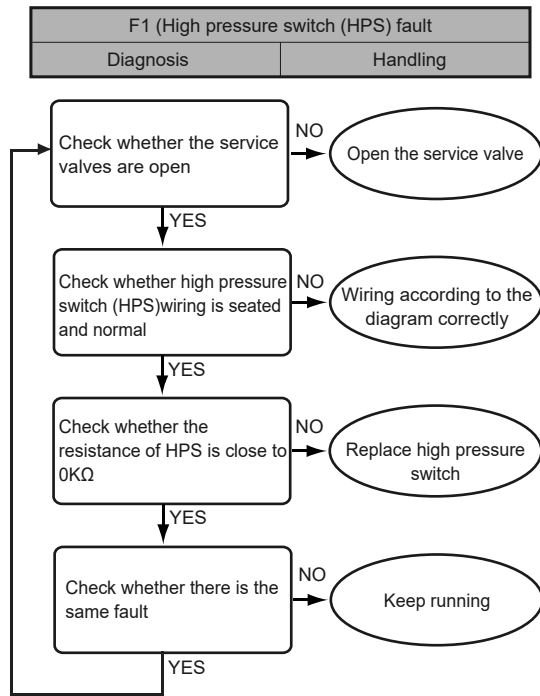 F1 (High pressure switch (HPS) fault
Diagnosis
Handling
Check whether the service
valves are open
NO
Open the service valve
YES
Check whether high pressure
switch (HPS)wiring is seated
and normal
NO
Wiring according to the
diagram correctly
YES
Check whether the
resistance of HPS is close to
0KΩ
NO
Replace high pressure
switch
YES
Check whether there is the
same fault
NO
Keep running
YES